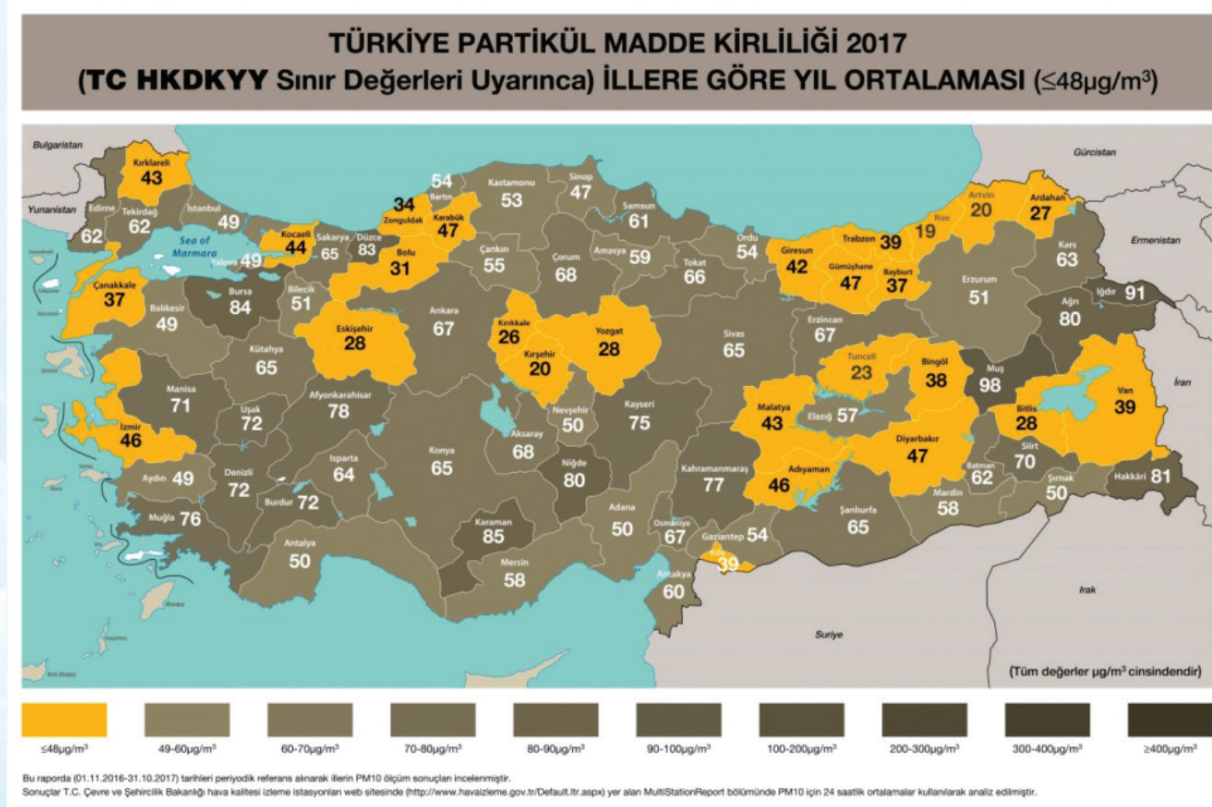 TÜRKİYE PARTİKÜL MADDE KİRLİLİĞİ 2017
(TC HKDKYY Sınır Değerleri Uyarınca) İLLERE GÖRE YIL ORTALAMASI (≤48µg/m³)
Bulgaristan
Gürcistan
Yunanistan
Ermenistan
İran
Irak
Suriye
Sea of
Marmara
Kırklareli
43
Edirne
62
Tekirdağ
62
İstanbul
49
Yalova 49
Kocaeli
44
Sakarya
65
Düzce
83
34
Zonguldak
54
Bartın
Karabük
47
Bolu
31
Kastamonu
53
Sinop
47
Samsun
61
Çankırı
55
Çorum
68
Amasya
59
Tokat
66
Ordu
54
Giresun
42
Trabzon 39
Gümüşhane
47
Bayburt
37
Rize
19
Artvin
20
Ardahan
27
Kars
63
Erzurum
51
Iğdır 91
Ağrı
80
Çanakkale
37
Balıkesir
49
Bursa
84
Bilecik
51
Eskişehir
28
Kütahya
65
Ankara
67
Kırıkkale
26
Kırşehir
20
Yozgat
28
Sivas
65
Erzincan
67
Tunceli
23
Bingöl
38
Muş
98
Bitlis
28
Van
39
Manisa
71
Uşak
72
Afyonkarahisar
78
İzmir
46
Aydın 49
Denizli
72
Muğla 76
Burdur 72
Isparta
64
Antalya
50
Konya
65
Aksaray
68
Nevşehir
50
Kayseri
75
Niğde
80
Karaman
85
Mersin
58
Adana
50
Osmaniye
67
Kahramanmaraş
77
Malatya
43
Elazığ 57
Adıyaman
46
Diyarbakır
47
Batman
62
Siirt
70
Şırnak
50
Hakkâri 81
Mardin
58
Şanlıurfa
65
Gaziantep 54
Kilis
39
Antakya
60
(Tüm değerler µg/m³ cinsindendir)
≤48µg/m³ 49-60µg/m³ 60-70µg/m³ 70-80µg/m³ 80-90µg/m³ 90-100µg/m³ 100-200µg/m³ 200-300µg/m³ 300-400µg/m³ ≥400µg/m³
Bu raporda (01.11.2016-31.10.2017) tarihleri periyodik referans alınarak illerin PM10 ölçüm sonuçları incelenmiştir.
Sonuçlar T.C. Çevre ve Şehircilik Bakanlığı hava kalitesi izleme istasyonları web sitesinde (http://www.havaizleme.gov.tr/Default.ltr.aspx) yer alan MultiStationReport bölümünde PM10 için 24 saatlik ortalamalar kullanılarak analiz edilmiştir.